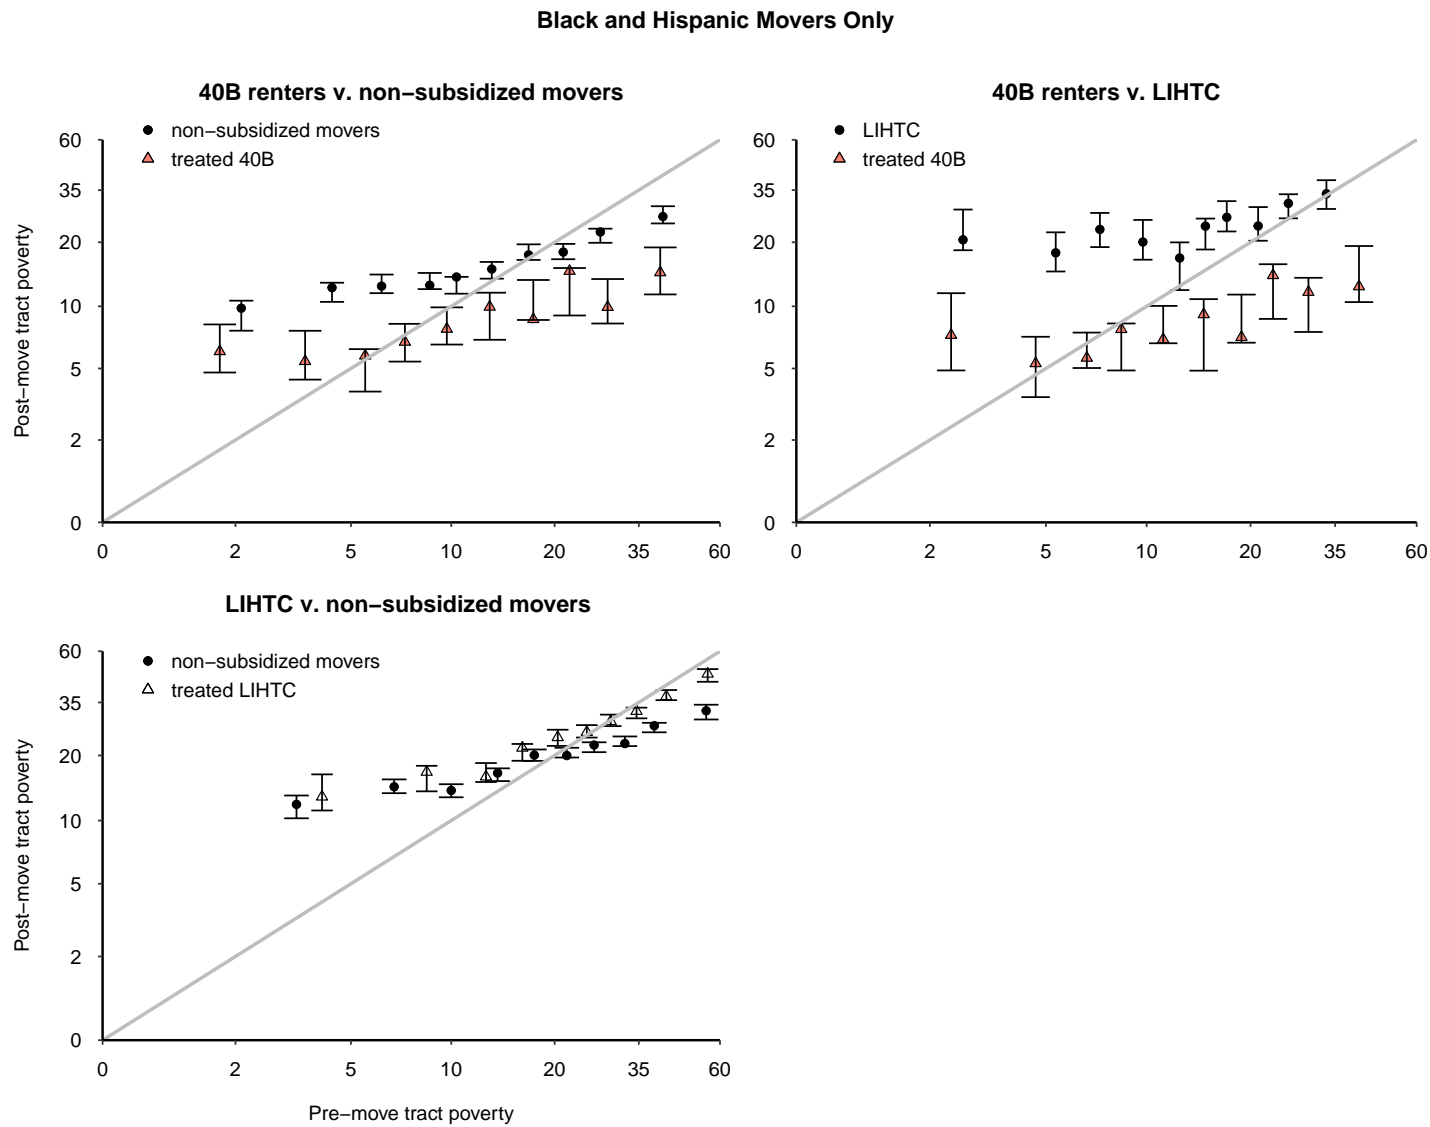 Black and Hispanic Movers Only
40B renters v. non−subsidized movers
non−subsidized movers
treated 40B
Post−move tract poverty
60
35
20
10
5
2
0
0 2 5 10 20 35 60
40B renters v. LIHTC
LIHTC
treated 40B
60
35
20
10
5
2
0
0 2 5 10 20 35 60
LIHTC v. non−subsidized movers
non−subsidized movers
treated LIHTC
Post−move tract poverty
60
35
20
10
5
2
0
0 2 5 10 20 35 60
Pre−move tract poverty